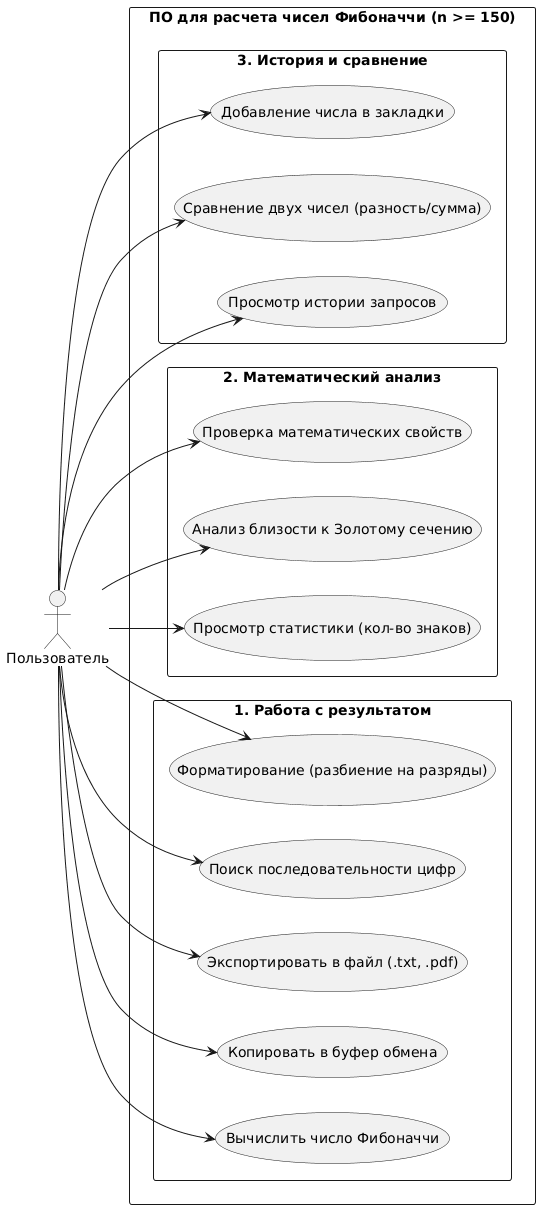 ПО для расчета чисел Фибоначчи (n >= 150)
3. История и сравнение
Добавление числа в закладки
Сравнение двух чисел (разность/сумма)
Просмотр истории запросов
2. Математический анализ
Проверка математических свойств
Анализ близости к Золотому сечению
Просмотр статистики (кол-во знаков)
Пользователь
1. Работа с результатом
Форматирование (разбиение на разряды)
Поиск последовательности цифр
Экспортировать в файл (.txt, .pdf)
Копировать в буфер обмена
Вычислить число Фибоначчи